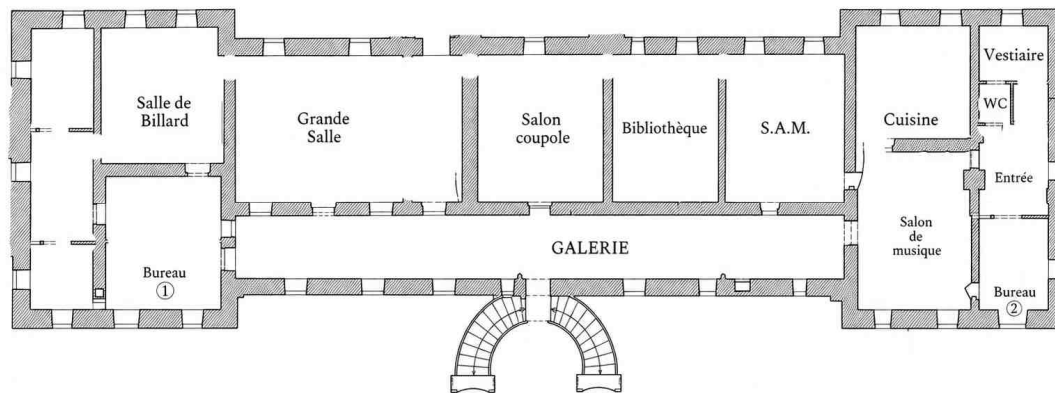 Salle de
Billard
Grande
Salle
Salon
coupole
Bibliothèque
S.A.M.
Cuisine
Vestiaire
WC
Entrée
Salon
de
musique
GALERIE
Bureau
①
Bureau
②